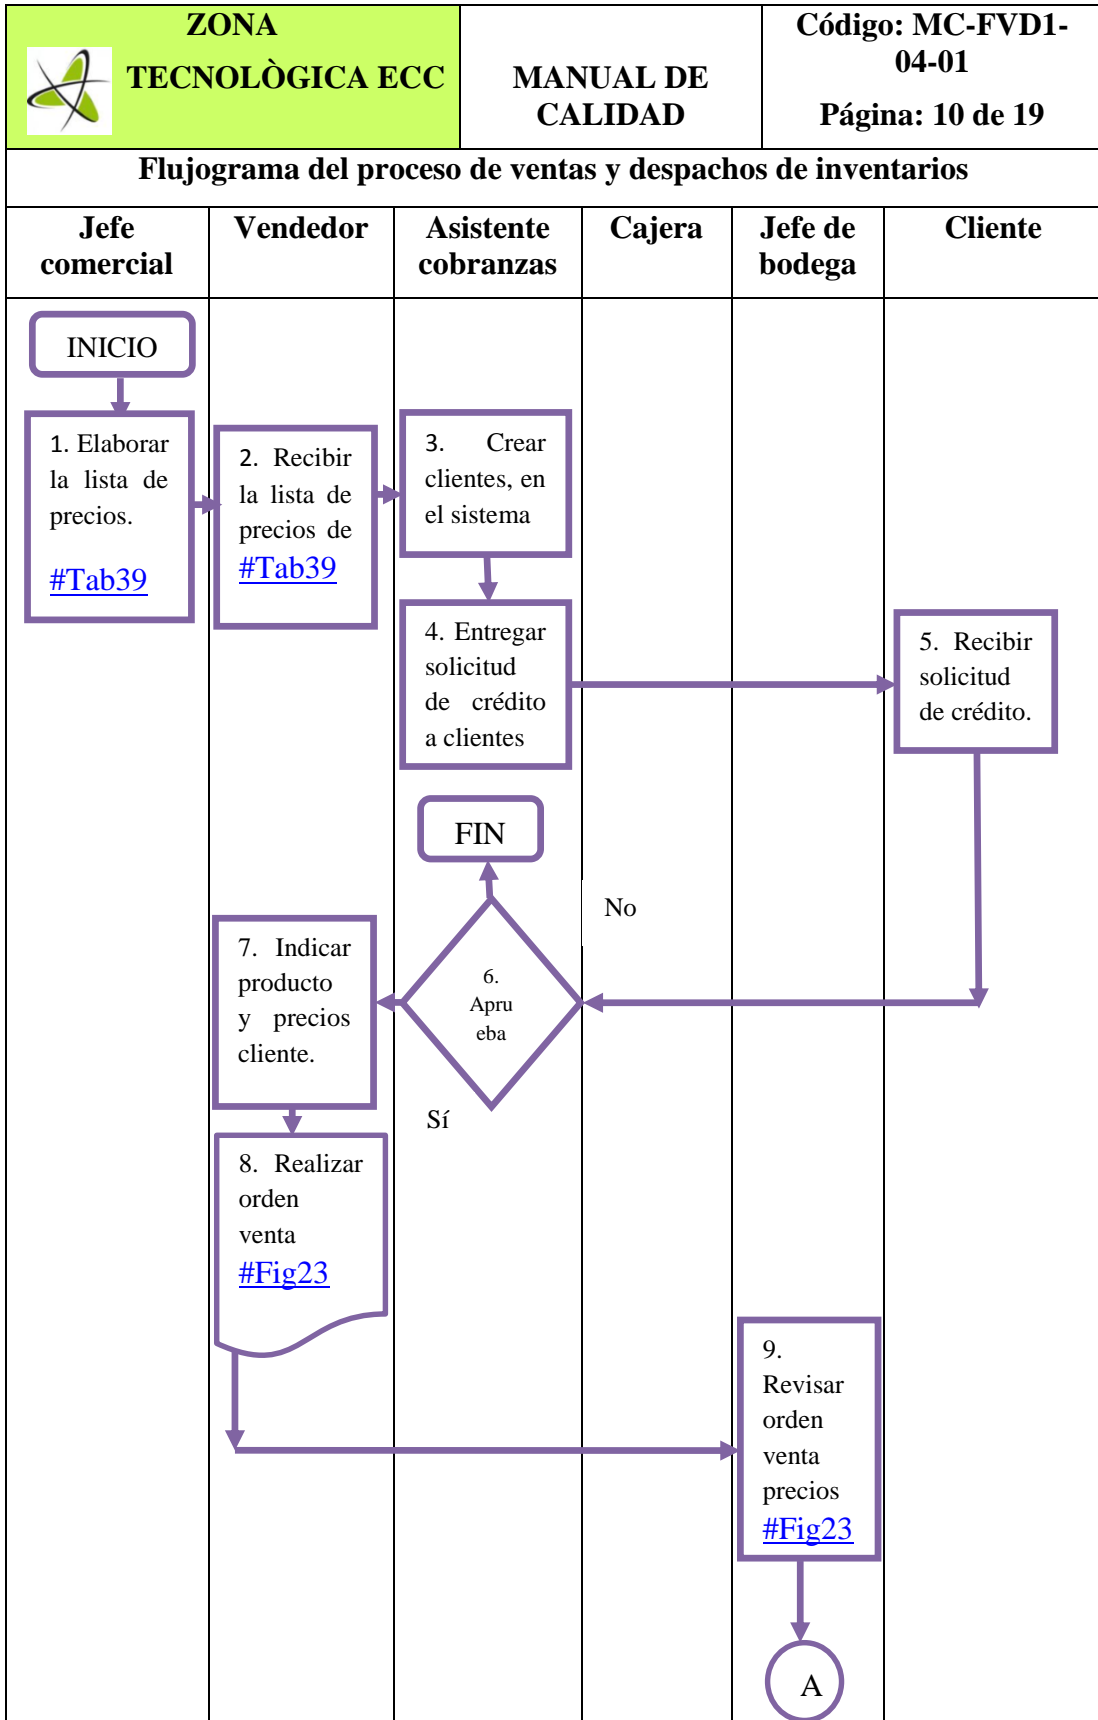 ZONA
TECNOLÒGICA ECC
MANUAL DE
CALIDAD
Código: MC-FVD1-
04-01
Página: 10 de 19
Flujograma del proceso de ventas y despachos de inventarios
Jefe
comercial
Vendedor
Asistente
cobranzas
Cajera
Jefe de
bodega
Cliente
INICIO
1. Elaborar
la lista de
precios.
#Tab39
2. Recibir
la lista de
precios de
#Tab39
3. Crear
clientes, en
el sistema
4. Entregar
solicitud
de crédito
a clientes
5. Recibir
solicitud
de crédito.
FIN
No
6.
Apru
eba
Sí
7. Indicar
producto
y precios
cliente.
8. Realizar
orden
venta
#Fig23
9.
Revisar
orden
venta
precios
#Fig23
A